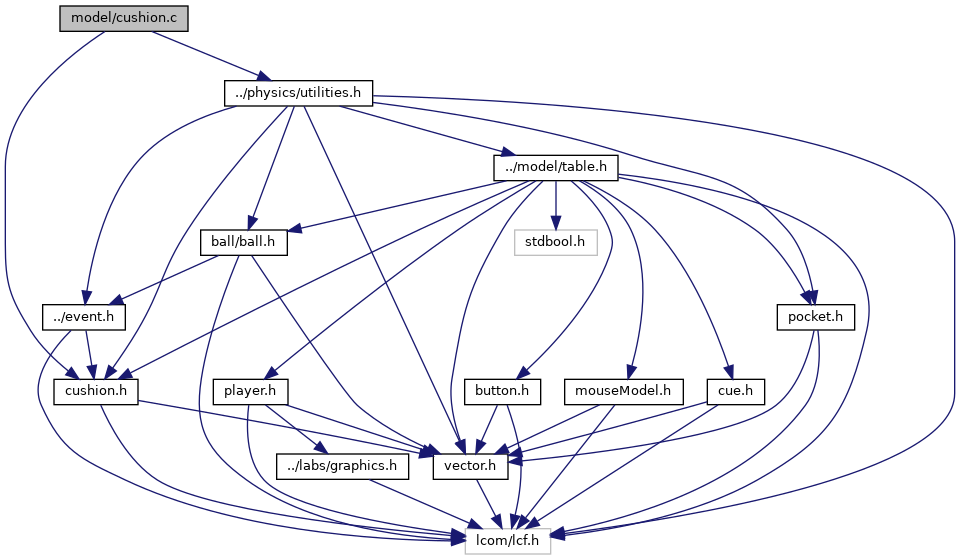 model/cushion.c
../physics/utilities.h
../model/table.h
ball/ball.h
stdbool.h
../event.h
pocket.h
cushion.h
player.h
button.h
mouseModel.h
cue.h
../labs/graphics.h
vector.h
lcom/lcf.h